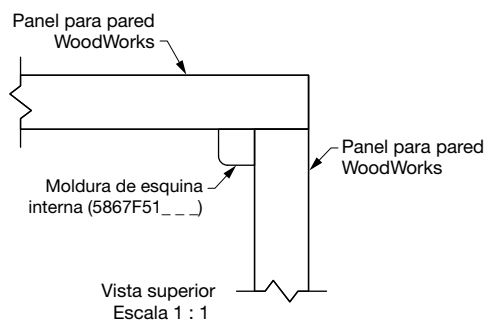 Panel para pared
WoodWorks
Panel para pared
WoodWorks
Moldura de esquina
interna (5867F51_ _ _)
Vista superior
Escala 1 : 1